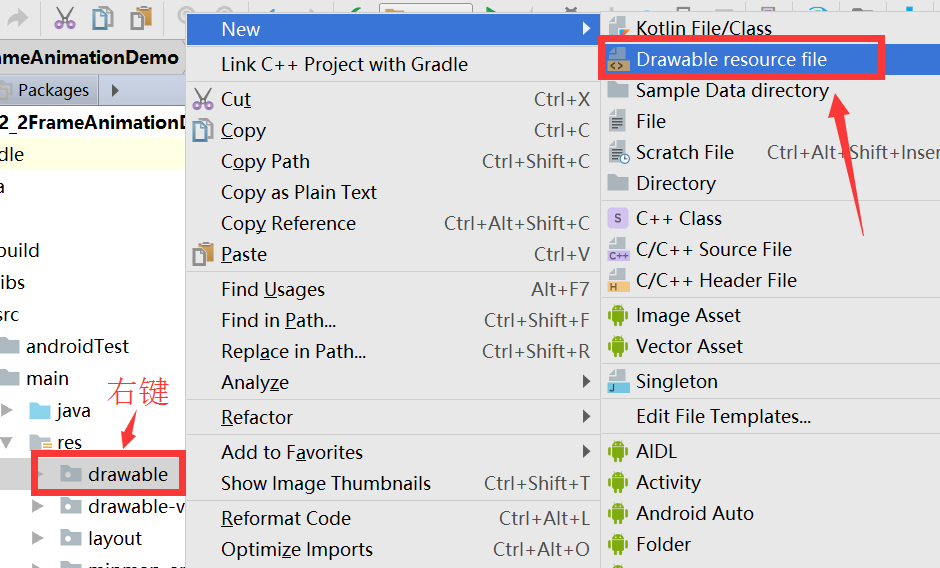 ameAnimationDemo
Packages
2_2FrameAnimationD
dle
a
build
ibs
src
androidTest
main
右键
java
res
drawable
drawable-v
layout
New
Link C++ Project with Gradle
Cut Ctrl+X
Copy Ctrl+C
Copy Path Ctrl+Shift+C
Copy as Plain Text
Copy Reference Ctrl+Alt+Shift+C
Paste Ctrl+V
Find Usages Alt+F7
Find in Path... Ctrl+Shift+F
Replace in Path... Ctrl+Shift+R
Analyze
Refactor
Add to Favorites
Show Image Thumbnails Ctrl+Shift+T
Reformat Code Ctrl+Alt+L
Optimize Imports Ctrl+Alt+O
Kotlin File/Class
Drawable resource file
Sample Data directory
File
Scratch File Ctrl+Alt+Shift+Inser
Directory
S C++ Class
C++ C/C++ Source File
H C/C++ Header File
Image Asset
Vector Asset
J Singleton
Edit File Templates...
AIDL
Activity
Android Auto
Folder